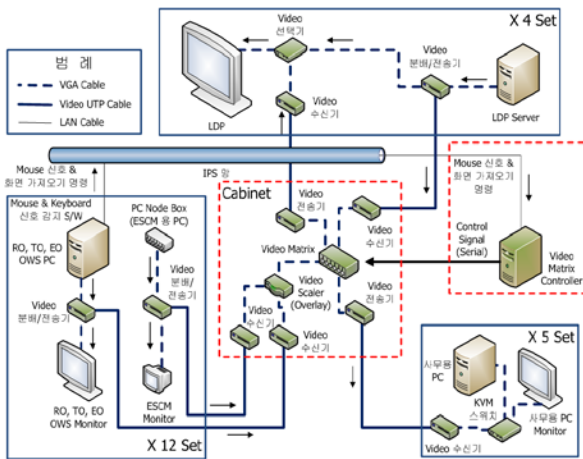 범 례
VGA Cable
Video UTP Cable
LAN Cable
X 4 Set
Video
선택기
Video
분배/전송기
LDP
Video
수신기
LDP Server
IPS 망
Mouse 신호 &
화면 가져오기 명령
Mouse & Keyboard
신호 감지 S/W
PC Node Box
(ESCM 용 PC)
RO, TO, EO
OWS PC
Video
분배/전송기
Video
분배/
전송기
RO, TO, EO
OWS Monitor
ESCM
Monitor
X 12 Set
Cabinet
Video
전송기
Video
수신기
Video Matrix
Video
Scaler
(Overlay)
Video
전송기
Video
수신기
Video
수신기
Mouse 신호 &
화면 가져오기
명령
Control
Signal
(Serial)
Video
Matrix
Controller
X 5 Set
사무용
PC
KVM
스위치
사무용 PC
Monitor
Video 수신기